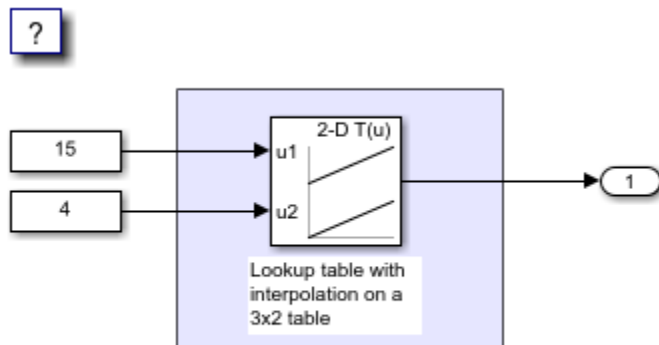 ?
2-D T(u)
15
u1
4
u2
1
Lookup table with
interpolation on a
3x2 table